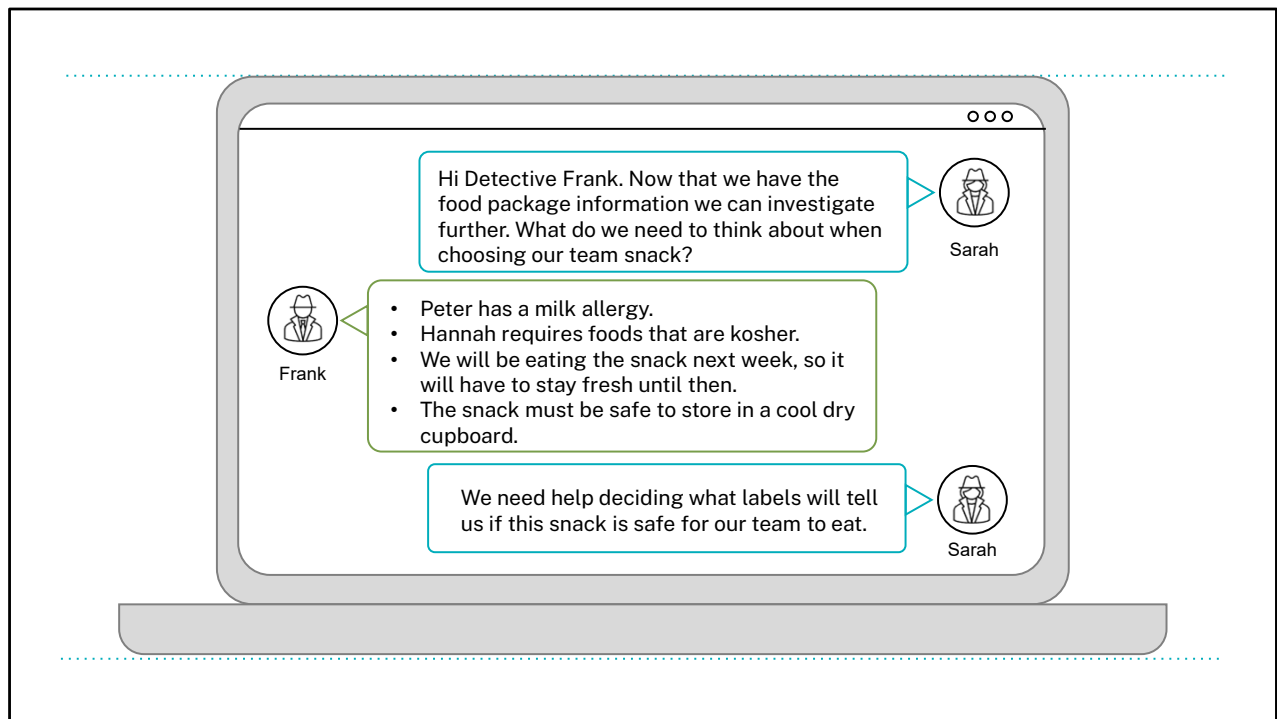 Hi Detective Frank. Now that we have the
food package information we can investigate
further. What do we need to think about when
choosing our team snack?
Sarah
• Peter has a milk allergy.
• Hannah requires foods that are kosher.
• We will be eating the snack next week, so it
will have to stay fresh until then.
• The snack must be safe to store in a cool dry
cupboard.
Frank
We need help deciding what labels will tell
us if this snack is safe for our team to eat.
Sarah